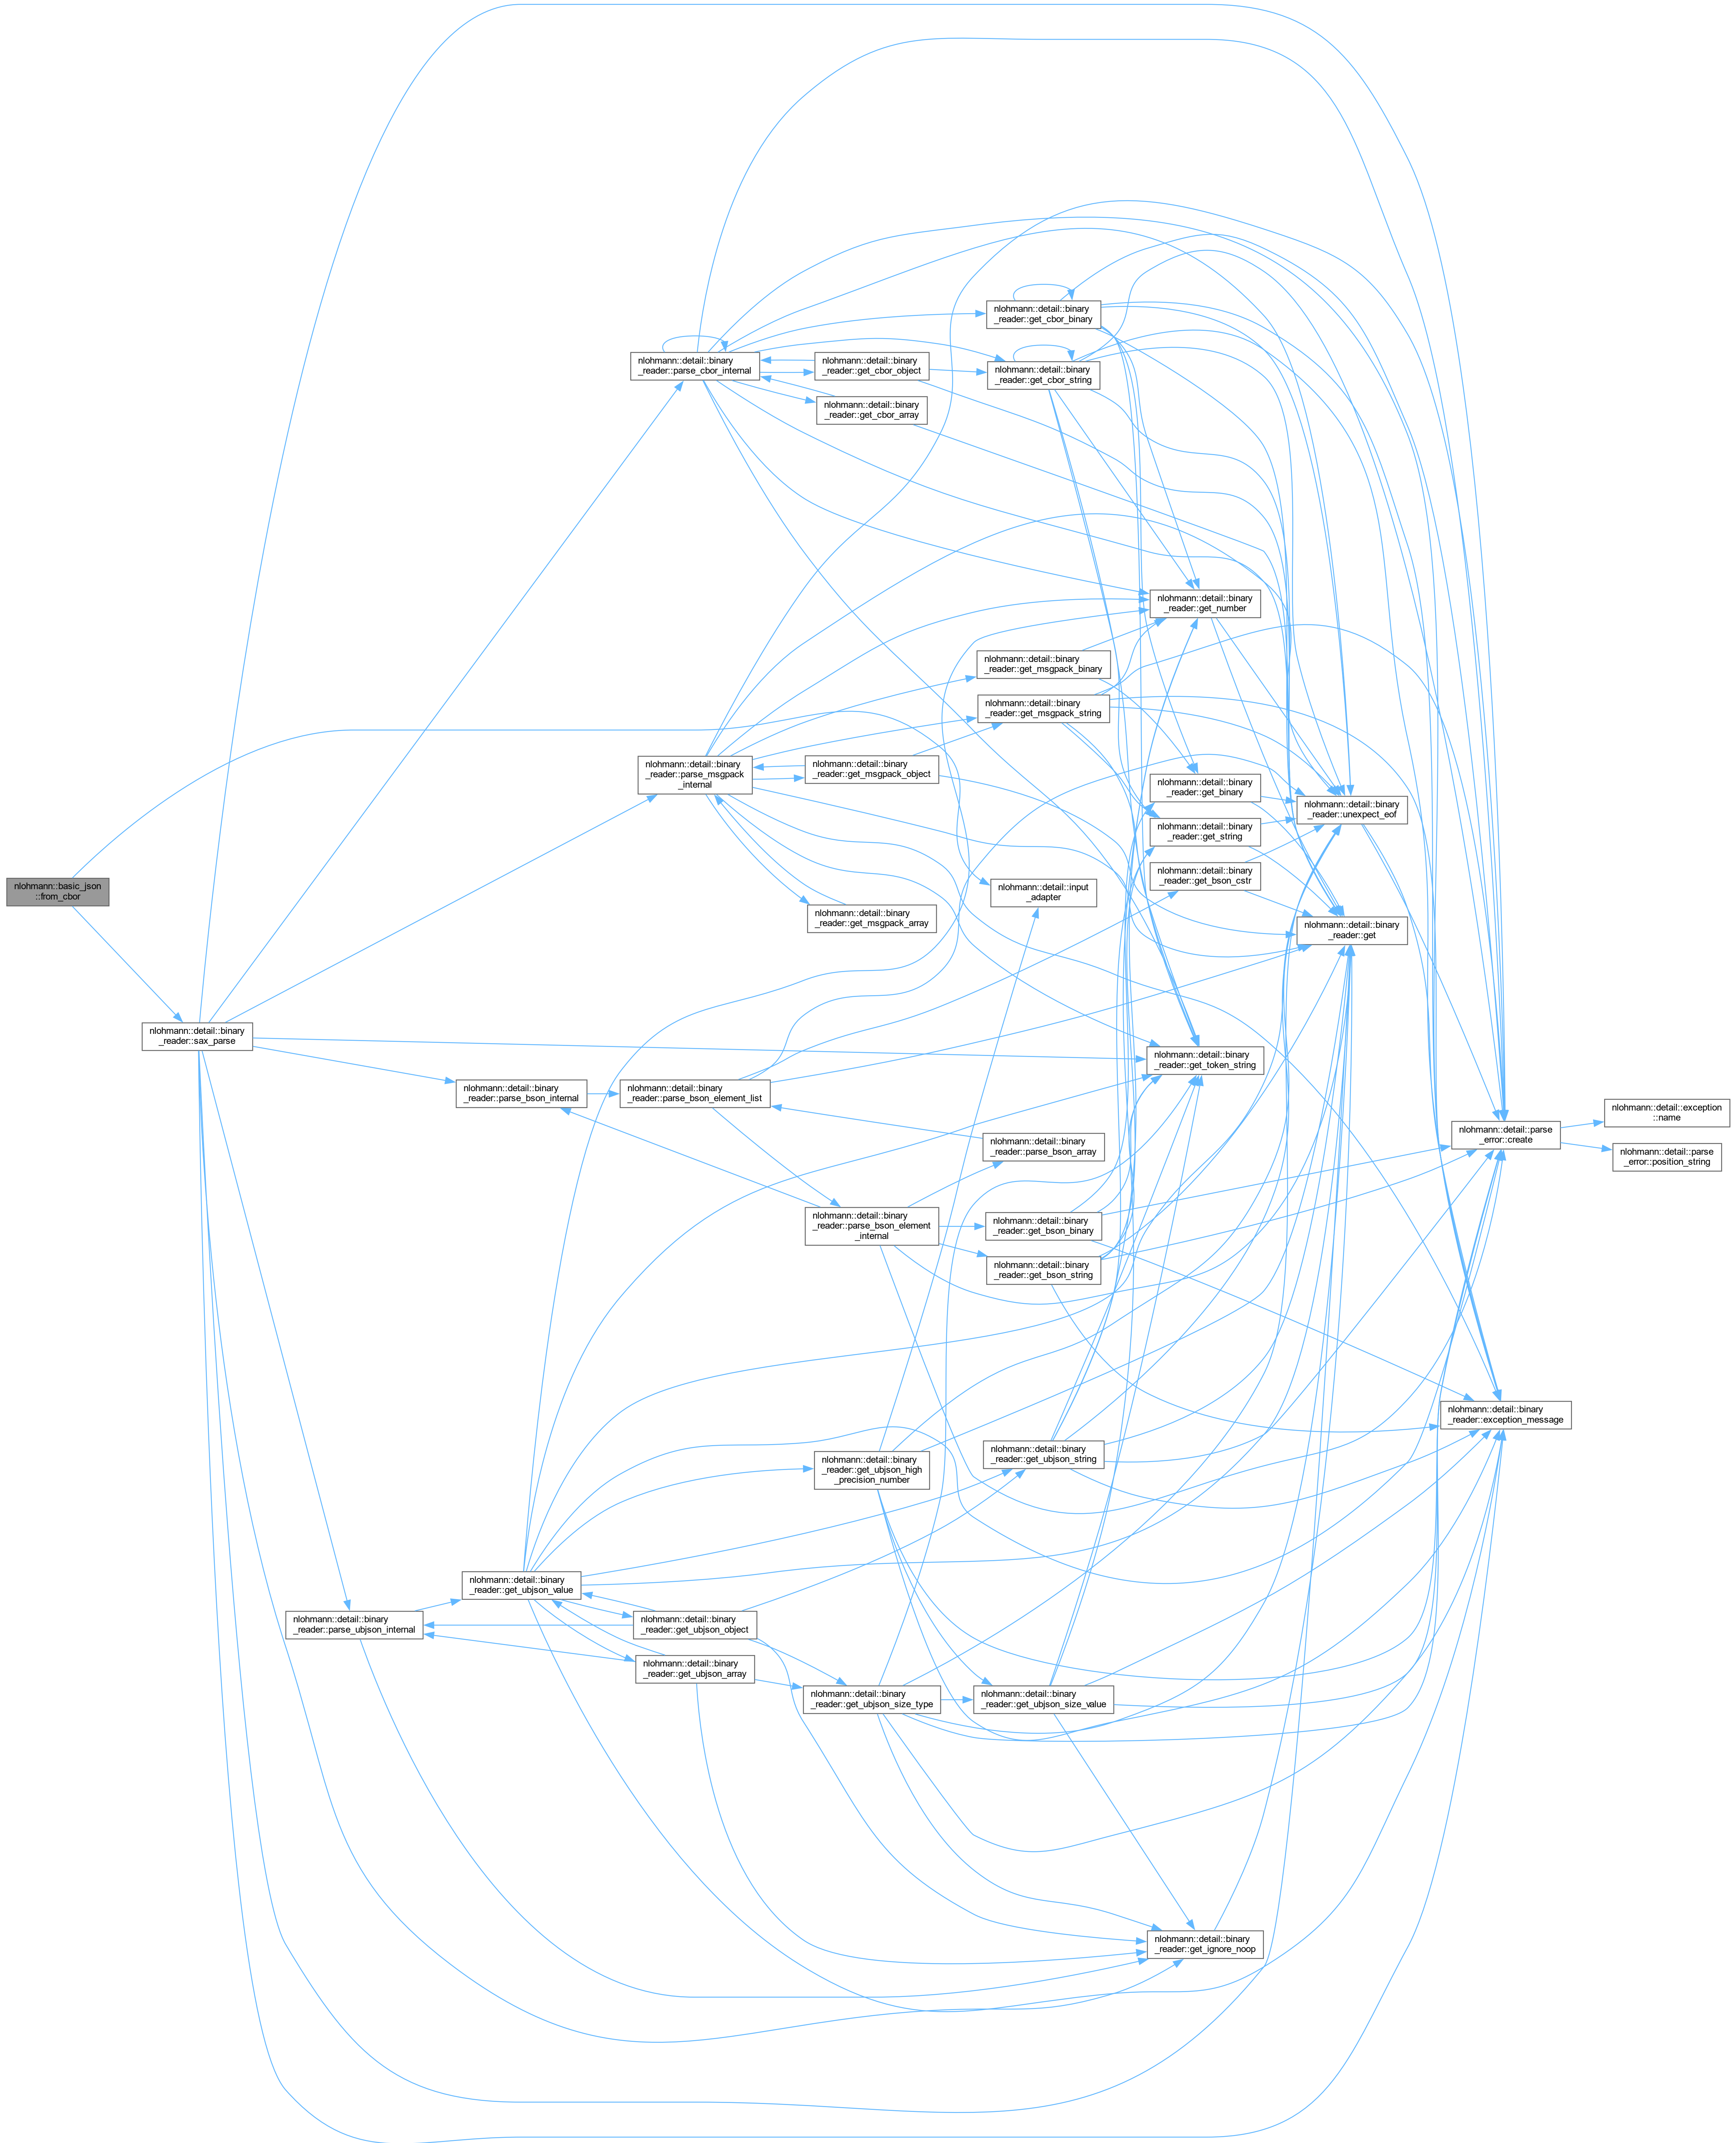 nlohmann::basic_json
::from_cbor
nlohmann::detail::binary
_reader::sax_parse
nlohmann::detail::binary
_reader::parse_ubjson_internal
nlohmann::detail::binary
_reader::parse_bson_internal
nlohmann::detail::binary
_reader::get_ubjson_value
nlohmann::detail::binary
_reader::parse_cbor_internal
nlohmann::detail::binary
_reader::parse_msgpack
_internal
nlohmann::detail::binary
_reader::parse_bson_element_list
nlohmann::detail::binary
_reader::get_ubjson_object
nlohmann::detail::binary
_reader::get_ubjson_array
nlohmann::detail::binary
_reader::get_cbor_object
nlohmann::detail::binary
_reader::get_cbor_array
nlohmann::detail::binary
_reader::get_msgpack_object
nlohmann::detail::binary
_reader::get_msgpack_array
nlohmann::detail::binary
_reader::parse_bson_element
_internal
nlohmann::detail::binary
_reader::get_ubjson_high
_precision_number
nlohmann::detail::binary
_reader::get_ubjson_size_type
nlohmann::detail::binary
_reader::get_cbor_binary
nlohmann::detail::binary
_reader::get_cbor_string
nlohmann::detail::binary
_reader::get_msgpack_binary
nlohmann::detail::binary
_reader::get_msgpack_string
nlohmann::detail::input
_adapter
nlohmann::detail::binary
_reader::parse_bson_array
nlohmann::detail::binary
_reader::get_bson_binary
nlohmann::detail::binary
_reader::get_bson_string
nlohmann::detail::binary
_reader::get_ubjson_string
nlohmann::detail::binary
_reader::get_ubjson_size_value
nlohmann::detail::binary
_reader::get_number
nlohmann::detail::binary
_reader::get_binary
nlohmann::detail::binary
_reader::get_string
nlohmann::detail::binary
_reader::get_bson_cstr
nlohmann::detail::binary
_reader::get_token_string
nlohmann::detail::binary
_reader::get_ignore_noop
nlohmann::detail::binary
_reader::unexpect_eof
nlohmann::detail::binary
_reader::get
nlohmann::detail::parse
_error::create
nlohmann::detail::binary
_reader::exception_message
nlohmann::detail::exception
::name
nlohmann::detail::parse
_error::position_string